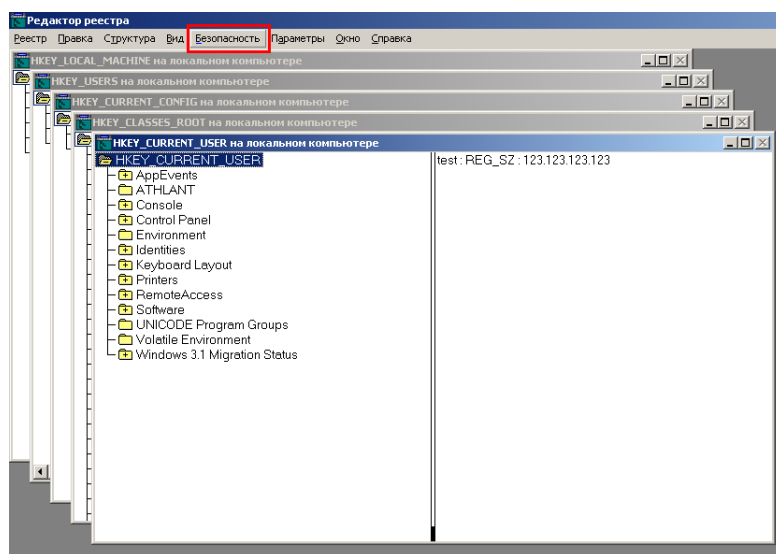 Редактор реестра
Реестр Правка Структура Вид Безопасность Параметры Окно Справка
HKEY_LOCAL_MACHINE на локальном компьютере
HKEY_USERS на локальном компьютере
HKEY_CURRENT_CONFIG на локальном компьютере
HKEY_CLASSES_ROOT на локальном компьютере
HKEY_CURRENT_USER на локальном компьютере
HKEY_CURRENT_USER
test : REG_SZ : 123.123.123.123
AppEvents
ATHLANT
Console
Control Panel
Environment
Identities
Keyboard Layout
Printers
RemoteAccess
Software
UNICODE Program Groups
Volatile Environment
Windows 3.1 Migration Status